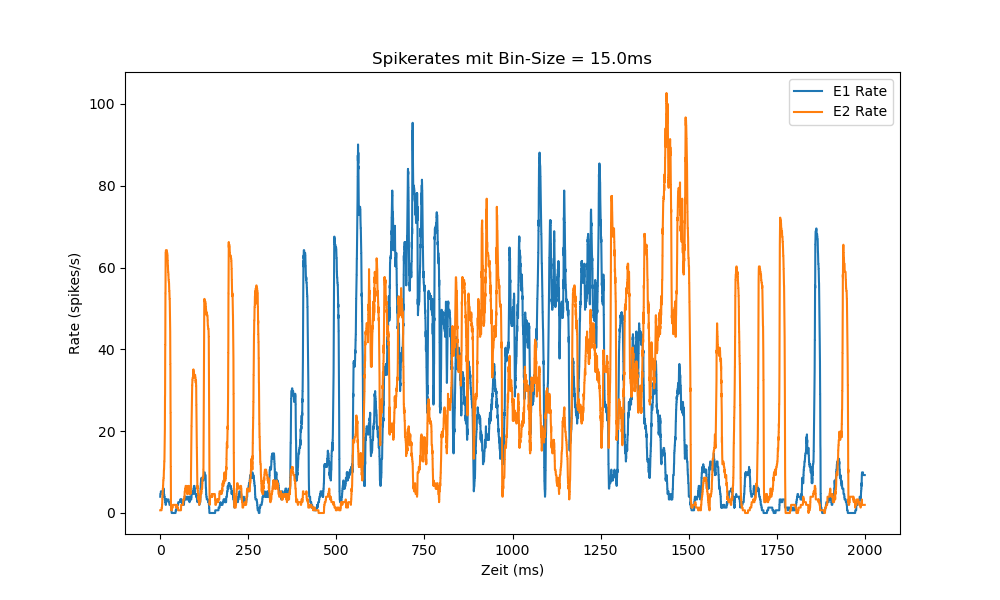 Spikerates mit Bin-Size = 15.0ms
E1 Rate
E2 Rate
Rate (spikes/s)
100
80
60
40
20
0
0 250 500 750 1000 1250 1500 1750 2000
Zeit (ms)